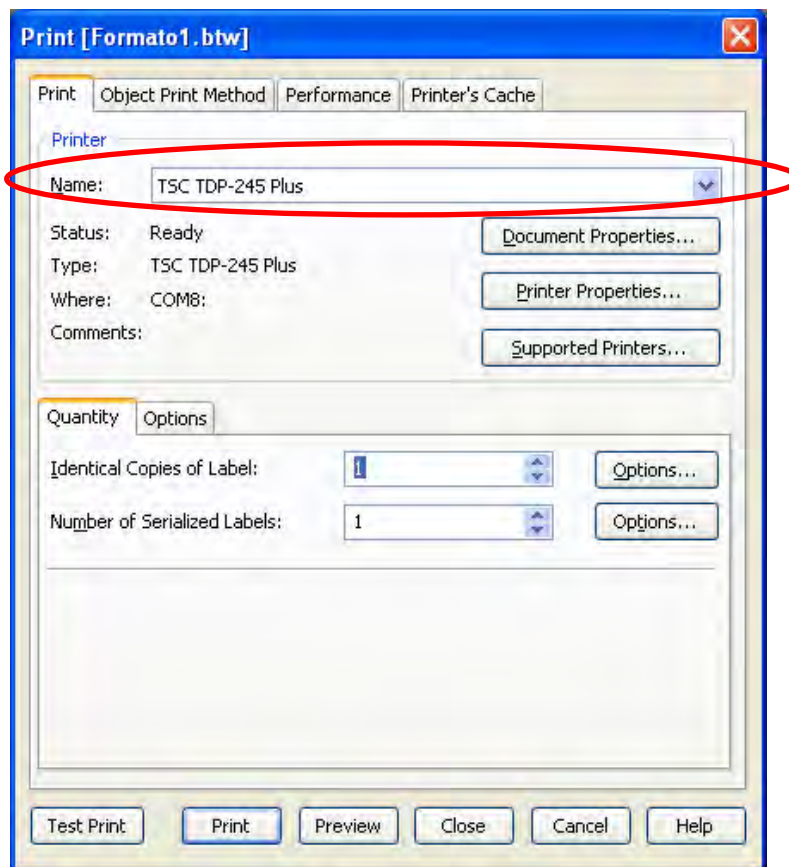 Print [Formato1.btw]
Print Object Print Method Performance Printer's Cache
Printer
Name: TSC TDP-245 Plus
Status: Ready
Document Properties...
Type: TSC TDP-245 Plus
Where: COM8:
Printer Properties...
Comments:
Supported Printers...
Quantity Options
Identical Copies of Label: 1 Options...
Number of Serialized Labels: 1 Options...
Test Print Print Preview Close Cancel Help